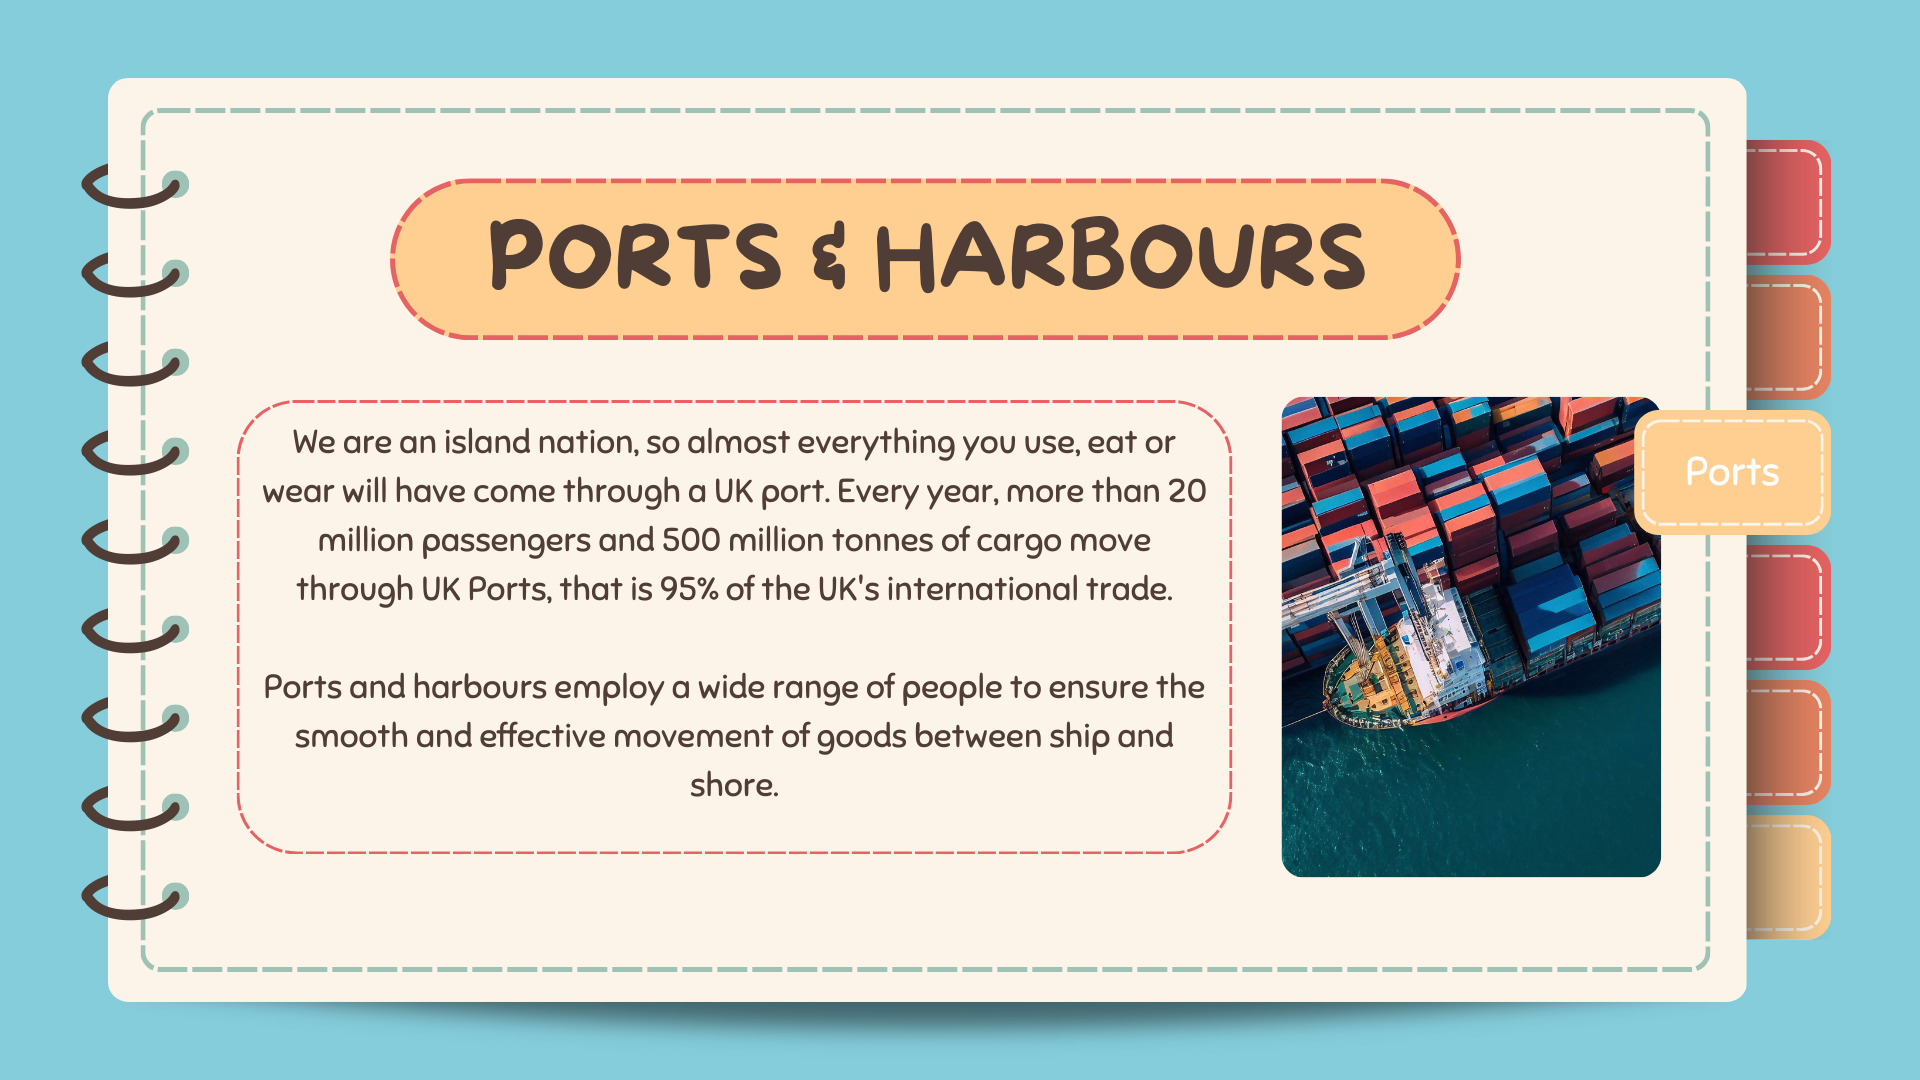 PORTS & HARBOURS
We are an island nation, so almost everything you use, eat or
wear will have come through a UK port. Every year, more than 20
million passengers and 500 million tonnes of cargo move
through UK Ports, that is 95% of the UK's international trade.
Ports and harbours employ a wide range of people to ensure the
smooth and effective movement of goods between ship and
shore.
Ports